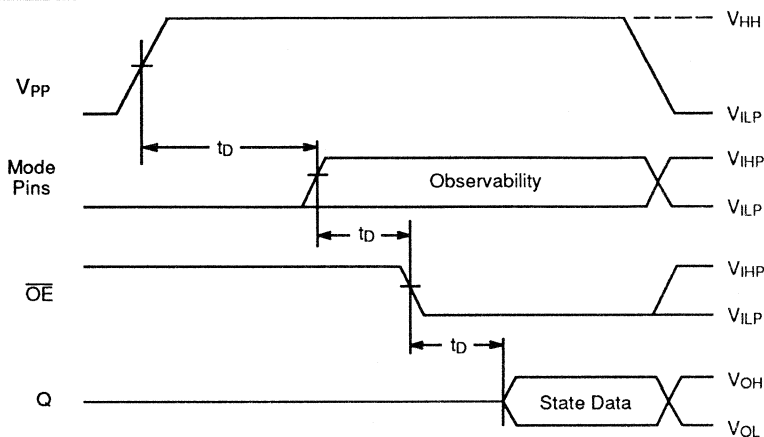 VHH
VPP
VILP
tD
Mode
Pins
Observability
VIHP
VILP
tD
OE
VIHP
VILP
tD
Q
State Data
VOH
VOL